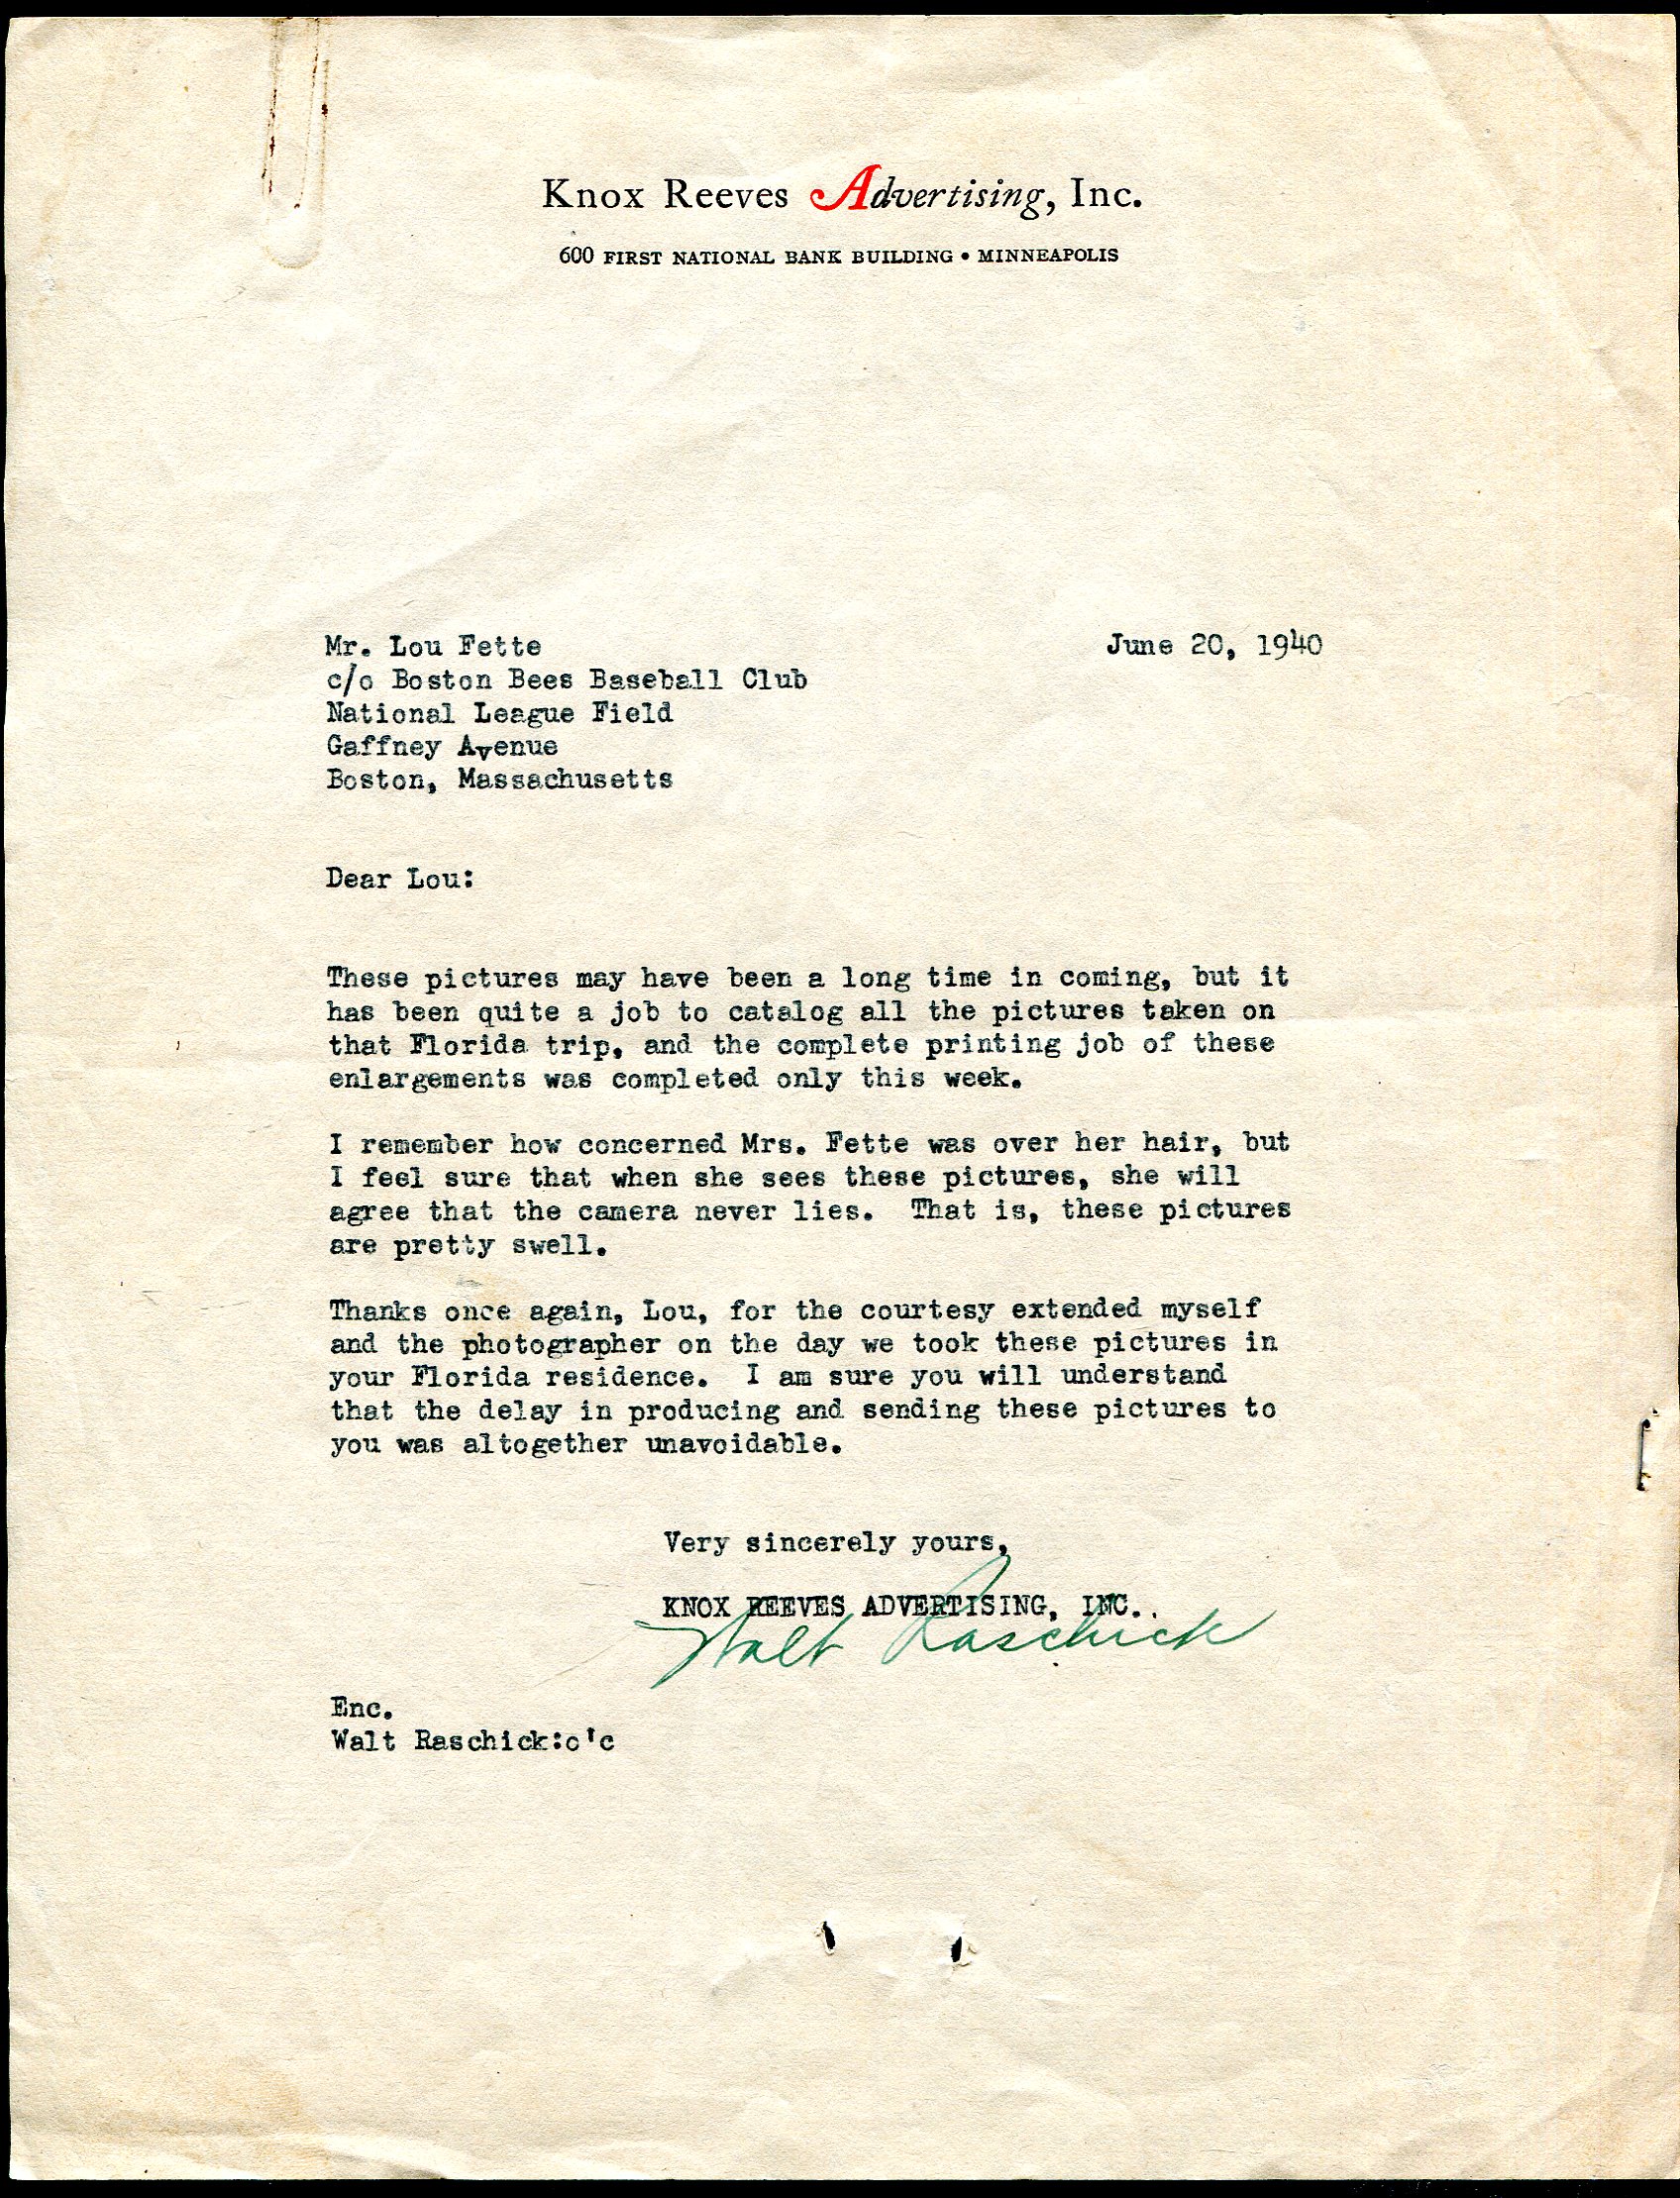 Knox Reeves Advertising, Inc.
600 FIRST NATIONAL BANK BUILDING • MINNEAPOLIS
Mr. Lou Fette June 20, 1940
c/o Boston Bees Baseball Club
National League Field
Gaffney Avenue
Boston, Massachusetts
Dear Lou:
These pictures may have been a long time in coming, but it
has been quite a job to catalog all the pictures taken on
that Florida trip, and the complete printing job of these
enlargements was completed only this week.
I remember how concerned Mrs. Fette was over her hair, but
I feel sure that when she sees these pictures, she will
agree that the camera never lies. That is, these pictures
are pretty swell.
Thanks once again, Lou, for the courtesy extended myself
and the photographer on the day we took these pictures in
your Florida residence. I am sure you will understand
that the delay in producing and sending these pictures to
you was altogether unavoidable.
Very sincerely yours,
KNOX REEVES ADVERTISING, INC..
Walt Raschick
Enc.
Walt Raschick:o'c